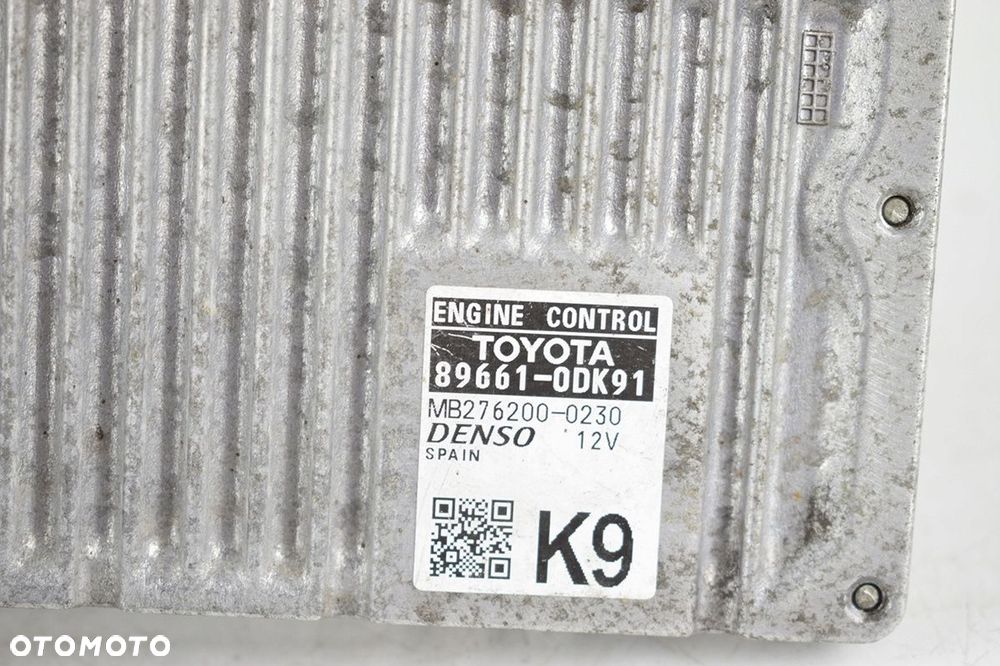 ENGINE CONTROL
TOYOTA
89661-0DK91
MB276200-0230
DENSO 12V
SPAIN
K9
OTOMOTO